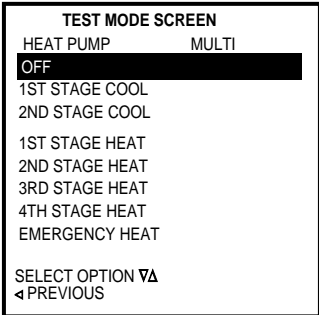 TEST MODE SCREEN
HEAT PUMP MULTI
OFF
1ST STAGE COOL
2ND STAGE COOL
1ST STAGE HEAT
2ND STAGE HEAT
3RD STAGE HEAT
4TH STAGE HEAT
EMERGENCY HEAT
SELECT OPTION ∇∆
◁ PREVIOUS